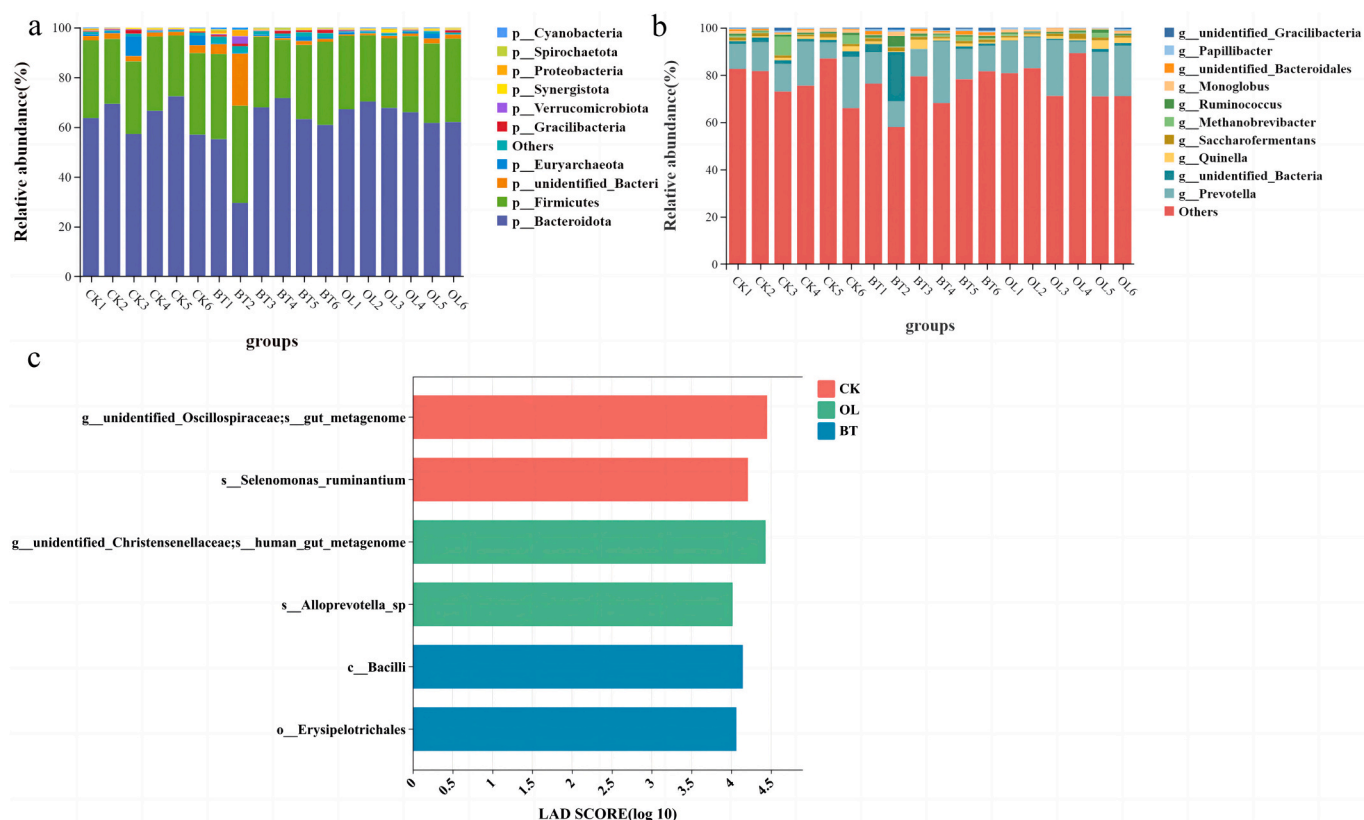 a
Relative abundance(%)
100
80
60
40
20
0
CK1 CK2 CK3 CK4 CK5 CK6 BT1 BT2 BT3 BT4 BT5 BT6 OL1 OL2 OL3 OL4 OL5 OL6
groups
p__Cyanobacteria
p__Spirochaetota
p__Proteobacteria
p__Synergistota
p__Verrucomicrobiota
p__Gracilibacteria
Others
p__Euryarchaeota
p__unidentified_Bacteri
p__Firmicutes
p__Bacteroidota
b
Relative abundance(%)
100
80
60
40
20
0
CK1 CK2 CK3 CK4 CK5 CK6 BT1 BT2 BT3 BT4 BT5 BT6 OL1 OL2 OL3 OL4 OL5 OL6
groups
g__unidentified_Gracilibacteria
g__Papillibacter
g__unidentified_Bacteroidales
g__Monoglobus
g__Ruminococcus
g__Methanobrevibacter
g__Saccharofermentans
g__Quinella
g__unidentified_Bacteria
g__Prevotella
Others
c
g__unidentified_Oscillospiraceae;s__gut_metagenome
s__Selenomonas_ruminantium
g__unidentified_Christensenellaceae;s__human_gut_metagenome
s__Alloprevotella_sp
c__Bacilli
o__Erysipelotrichales
0 0.5 1 1.5 2 2.5 3 3.5 4 4.5
LAD SCORE(log 10)
CK
OL
BT